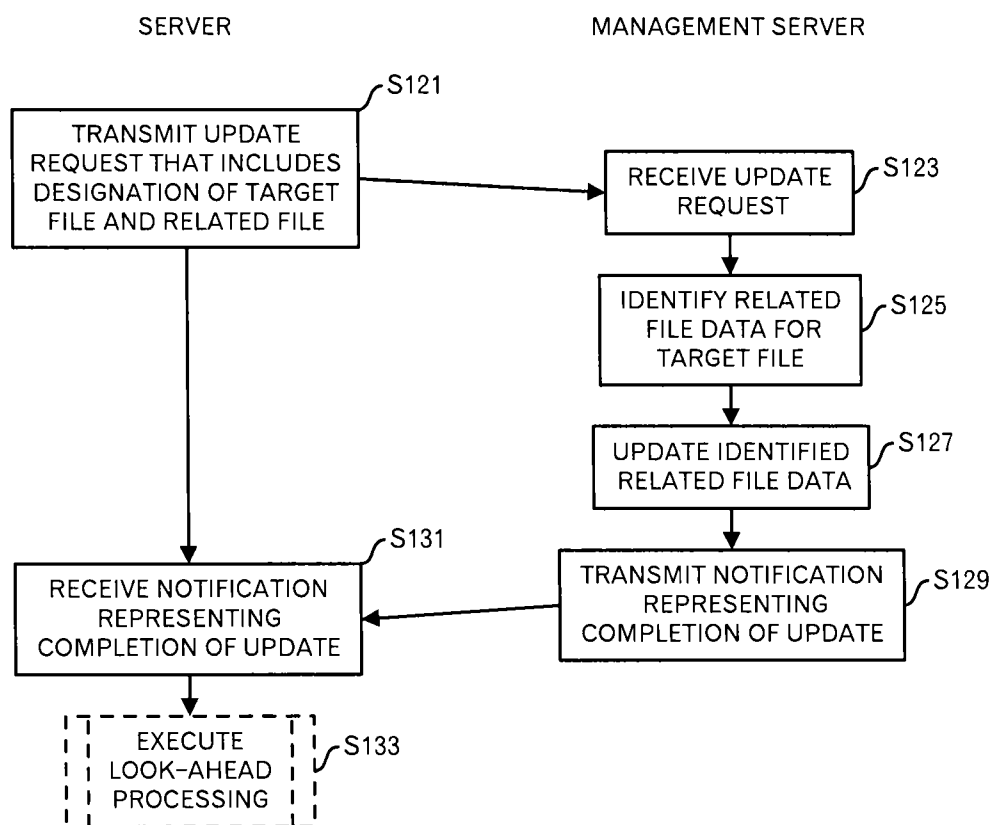 SERVER
MANAGEMENT SERVER
S121
TRANSMIT UPDATE
REQUEST THAT INCLUDES
DESIGNATION OF TARGET
FILE AND RELATED FILE
S123
RECEIVE UPDATE
REQUEST
S125
IDENTIFY RELATED
FILE DATA FOR
TARGET FILE
S127
UPDATE IDENTIFIED
RELATED FILE DATA
S129
TRANSMIT NOTIFICATION
REPRESENTING
COMPLETION OF UPDATE
S131
RECEIVE NOTIFICATION
REPRESENTING
COMPLETION OF UPDATE
S133
EXECUTE
LOOK-AHEAD
PROCESSING